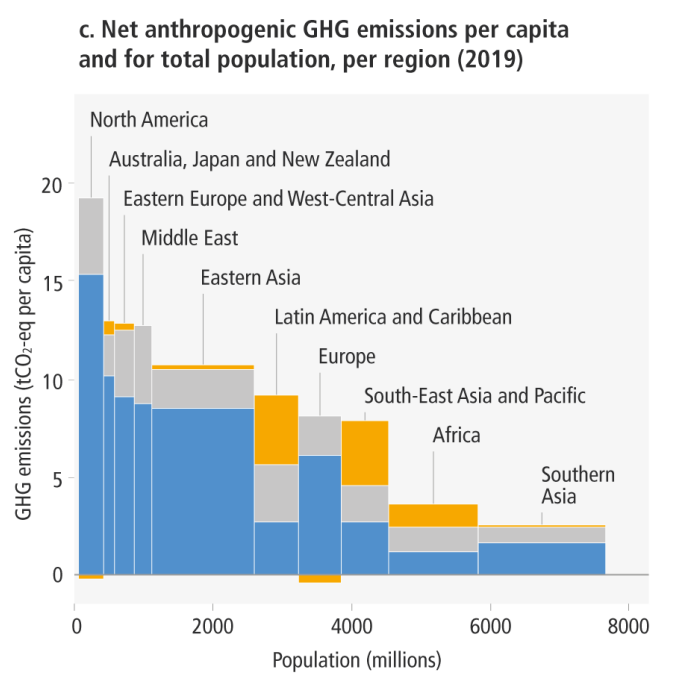 c. Net anthropogenic GHG emissions per capita
and for total population, per region (2019)
North America
Australia, Japan and New Zealand
Eastern Europe and West-Central Asia
Middle East
Eastern Asia
Latin America and Caribbean
Europe
South-East Asia and Pacific
Africa
Southern
Asia
GHG emissions (tCO₂-eq per capita)
20
15
10
5
0
0 2000 4000 6000 8000
Population (millions)